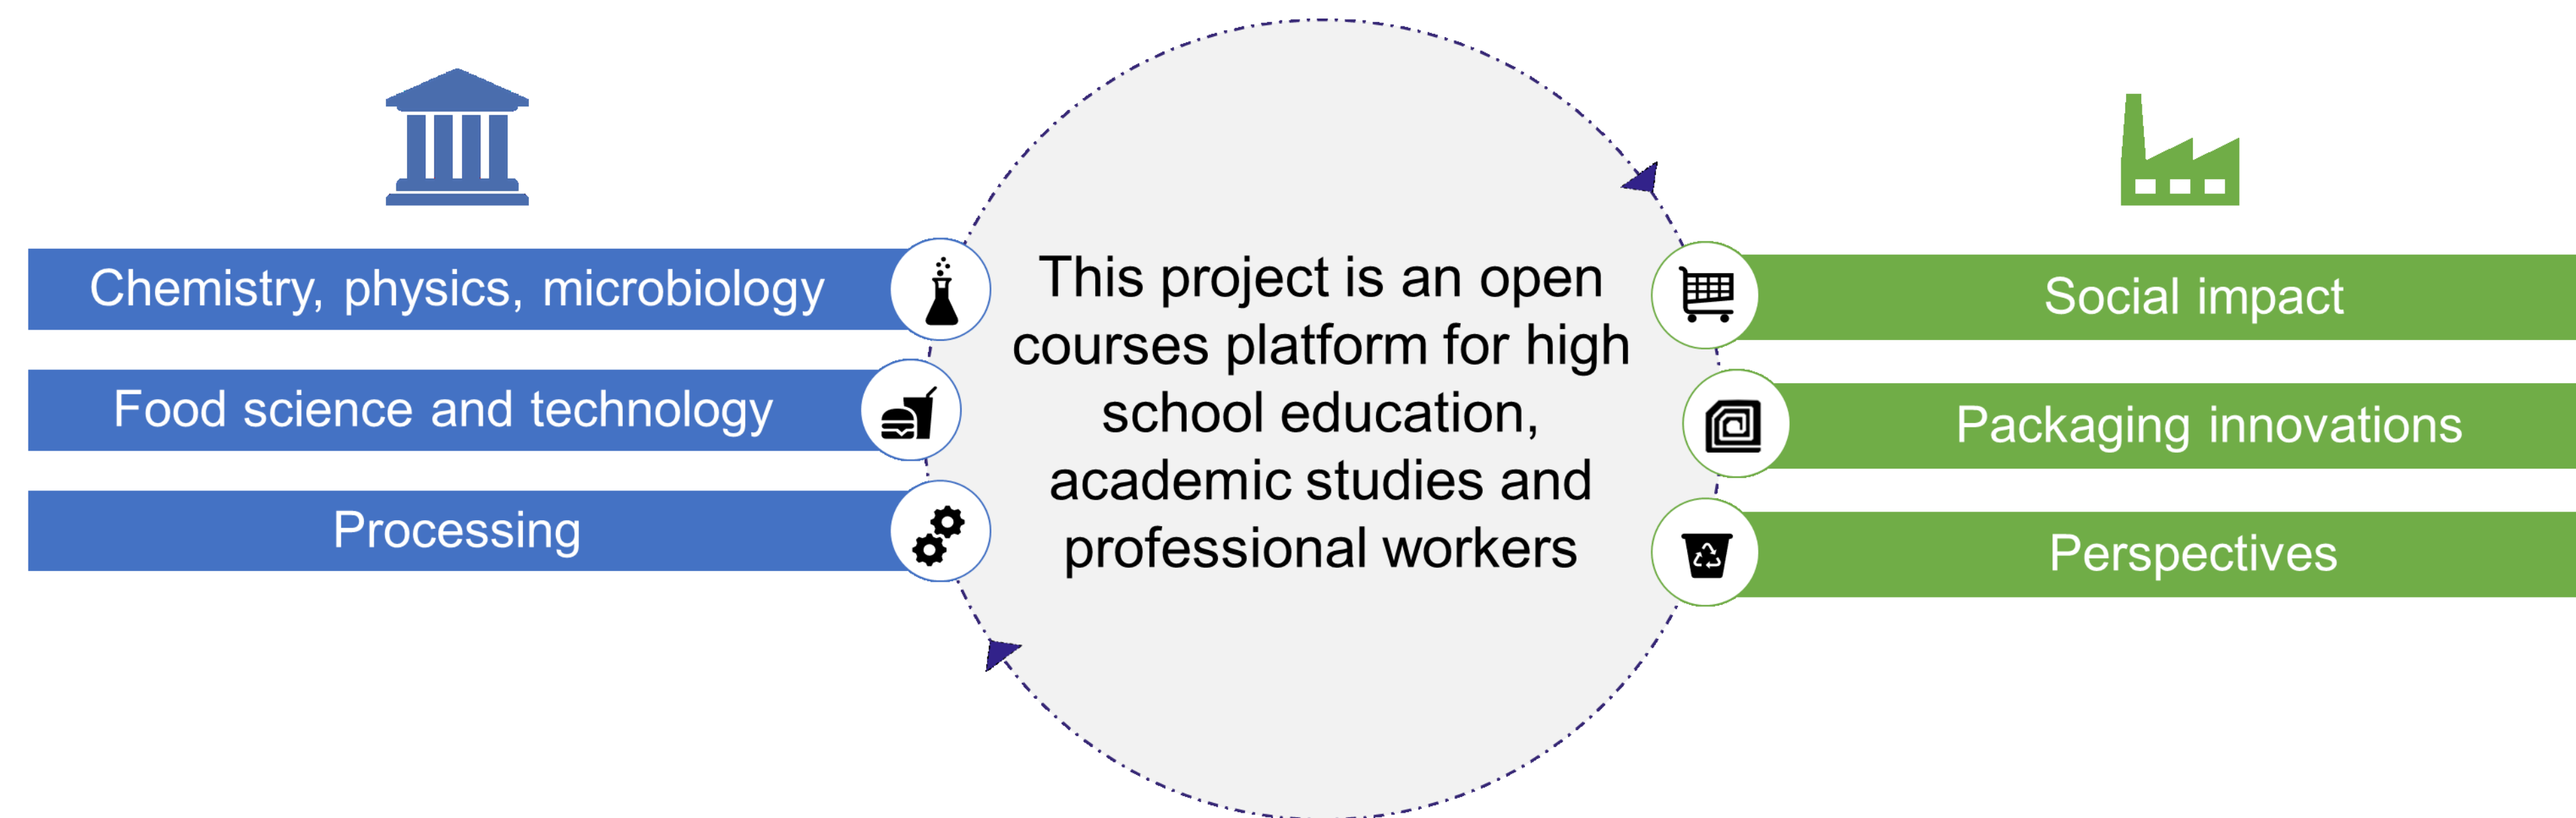 Chemistry, physics, microbiology
Food science and technology
Processing
This project is an open
courses platform for high
school education,
academic studies and
professional workers
Social impact
Packaging innovations
Perspectives